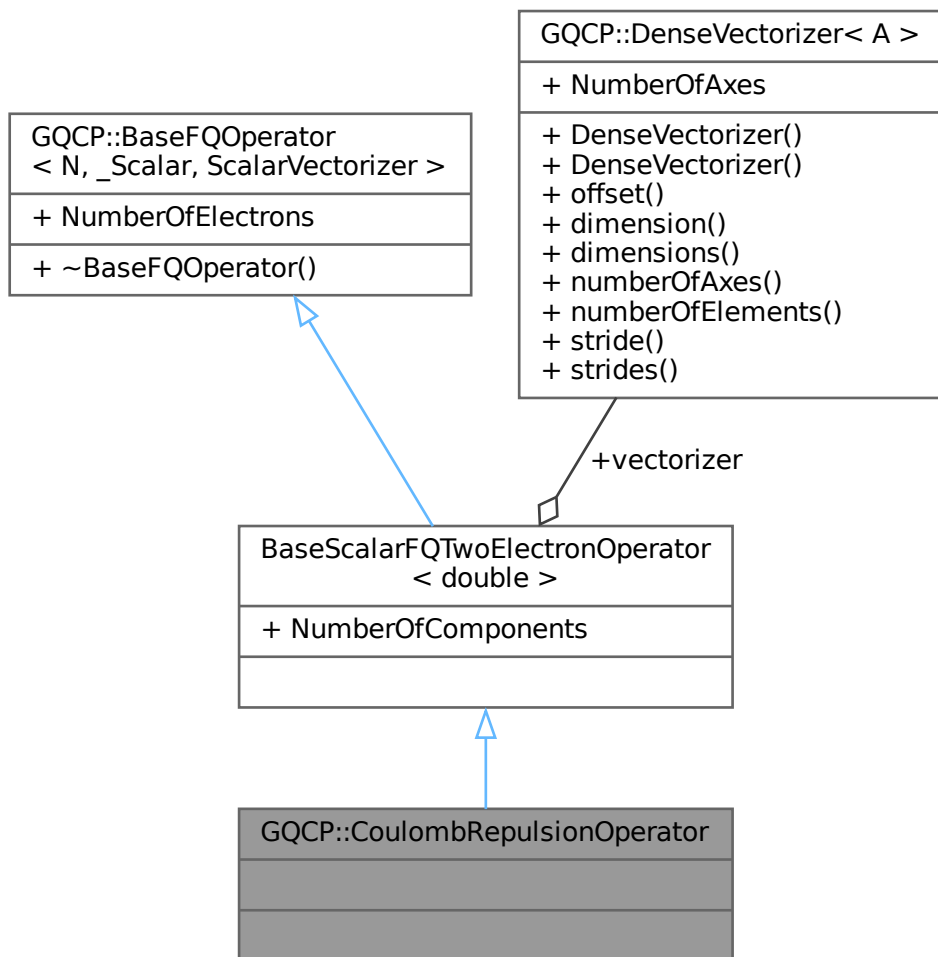 GQCP::DenseVectorizer< A >
+ NumberOfAxes
+ DenseVectorizer()
+ DenseVectorizer()
+ offset()
+ dimension()
+ dimensions()
+ numberOfAxes()
+ numberOfElements()
+ stride()
+ strides()
GQCP::BaseFQOperator
< N, _Scalar, ScalarVectorizer >
+ NumberOfElectrons
+ ~BaseFQOperator()
+vectorizer
BaseScalarFQTwoElectronOperator
< double >
+ NumberOfComponents
GQCP::CoulombRepulsionOperator